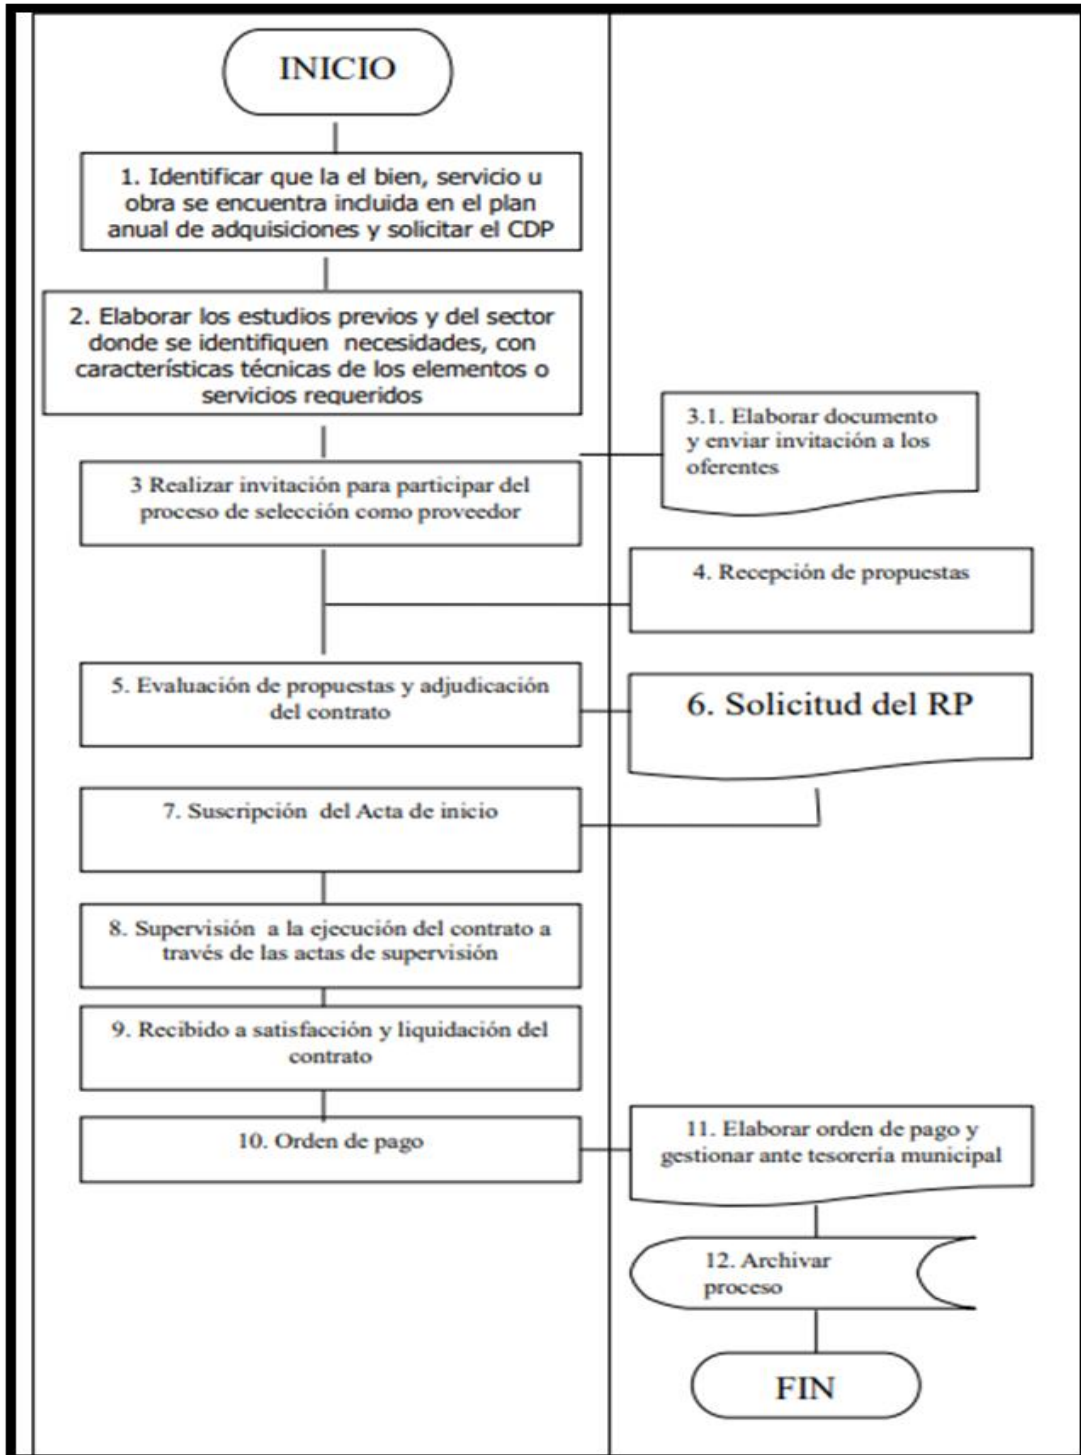 INICIO
1. Identificar que la el bien, servicio u
obra se encuentra incluida en el plan
anual de adquisiciones y solicitar el CDP
2. Elaborar los estudios previos y del sector
donde se identifiquen necesidades, con
características técnicas de los elementos o
servicios requeridos
3.1. Elaborar documento
y enviar invitación a los
oferentes
3 Realizar invitación para participar del
proceso de selección como proveedor
4. Recepción de propuestas
5. Evaluación de propuestas y adjudicación
del contrato
6. Solicitud del RP
7. Suscripción del Acta de inicio
8. Supervisión a la ejecución del contrato a
través de las actas de supervisión
9. Recibido a satisfacción y liquidación del
contrato
10. Orden de pago
11. Elaborar orden de pago y
gestionar ante tesorería municipal
12. Archivar
proceso
FIN